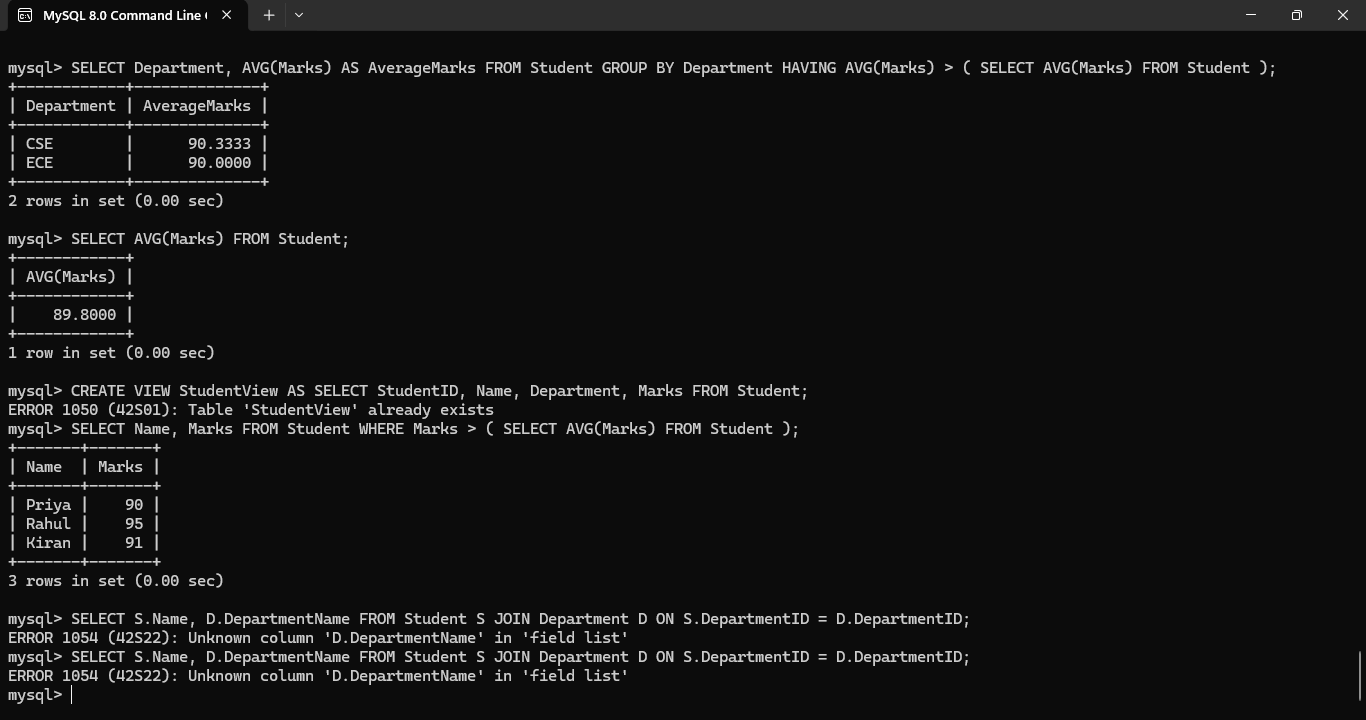 MySQL 8.0 Command Line
mysql> SELECT Department, AVG(Marks) AS AverageMarks FROM Student GROUP BY Department HAVING AVG(Marks) > ( SELECT AVG(Marks) FROM Student );
+------------+--------------+
| Department | AverageMarks |
+------------+--------------+
| CSE        |      90.3333 |
| ECE        |      90.0000 |
+------------+--------------+
2 rows in set (0.00 sec)
mysql> SELECT AVG(Marks) FROM Student;
+------------+
| AVG(Marks) |
+------------+
|    89.8000 |
+------------+
1 row in set (0.00 sec)
mysql> CREATE VIEW StudentView AS SELECT StudentID, Name, Department, Marks FROM Student;
ERROR 1050 (42S01): Table 'StudentView' already exists
mysql> SELECT Name, Marks FROM Student WHERE Marks > ( SELECT AVG(Marks) FROM Student );
+-------+-------+
| Name  | Marks |
+-------+-------+
| Priya |    90 |
| Rahul |    95 |
| Kiran |    91 |
+-------+-------+
3 rows in set (0.00 sec)
mysql> SELECT S.Name, D.DepartmentName FROM Student S JOIN Department D ON S.DepartmentID = D.DepartmentID;
ERROR 1054 (42S22): Unknown column 'D.DepartmentName' in 'field list'
mysql> SELECT S.Name, D.DepartmentName FROM Student S JOIN Department D ON S.DepartmentID = D.DepartmentID;
ERROR 1054 (42S22): Unknown column 'D.DepartmentName' in 'field list'
mysql>